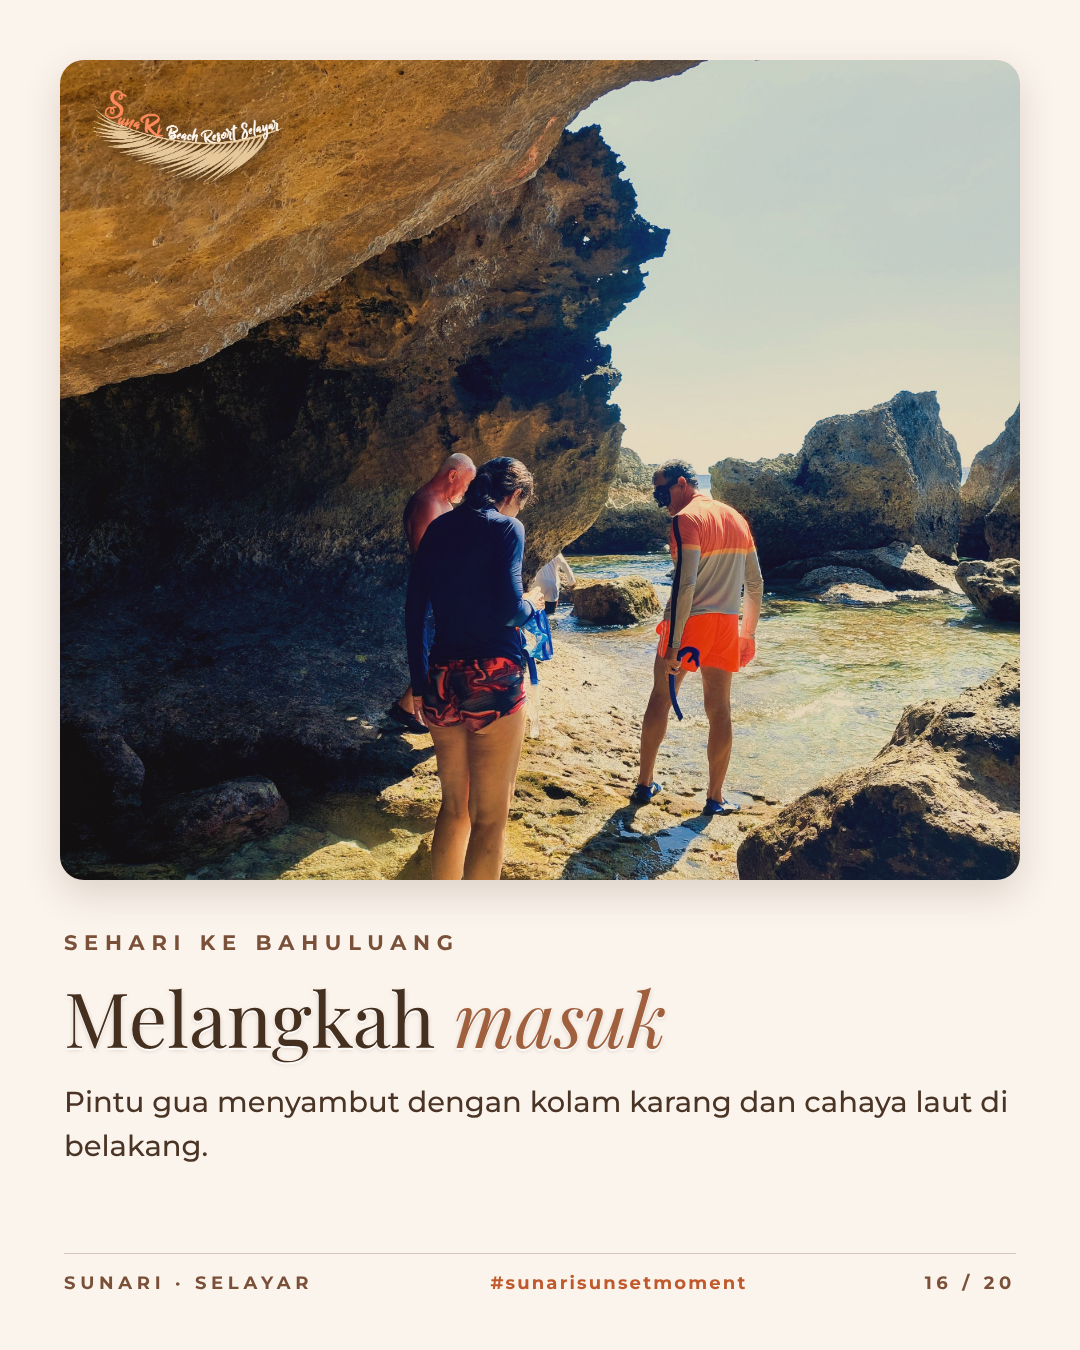 SunaRi Beach Resort Selayar
SEHARI KE BAHULUANG
Melangkah masuk
Pintu gua menyambut dengan kolam karang dan cahaya laut di
belakang.
SUNARI · SELAYAR
#sunarisunsetmoment
16 / 20